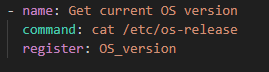 - name: Get current OS version
  command: cat /etc/os-release
  register: OS_version